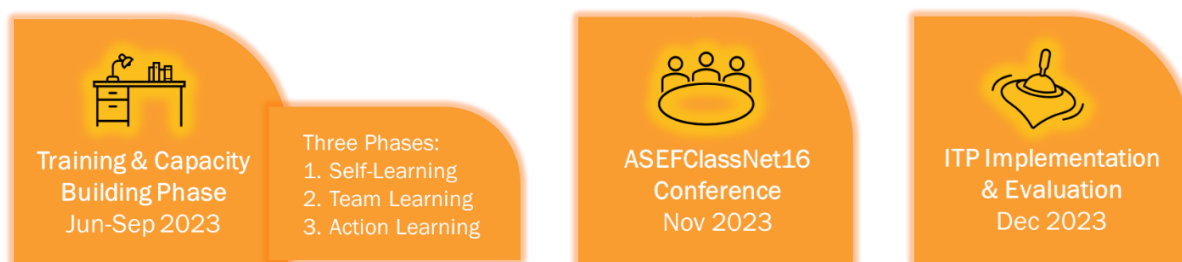 Training & Capacity
Building Phase
Jun-Sep 2023
Three Phases:
1. Self-Learning
2. Team Learning
3. Action Learning
ASEFClassNet16
Conference
Nov 2023
ITP Implementation
& Evaluation
Dec 2023